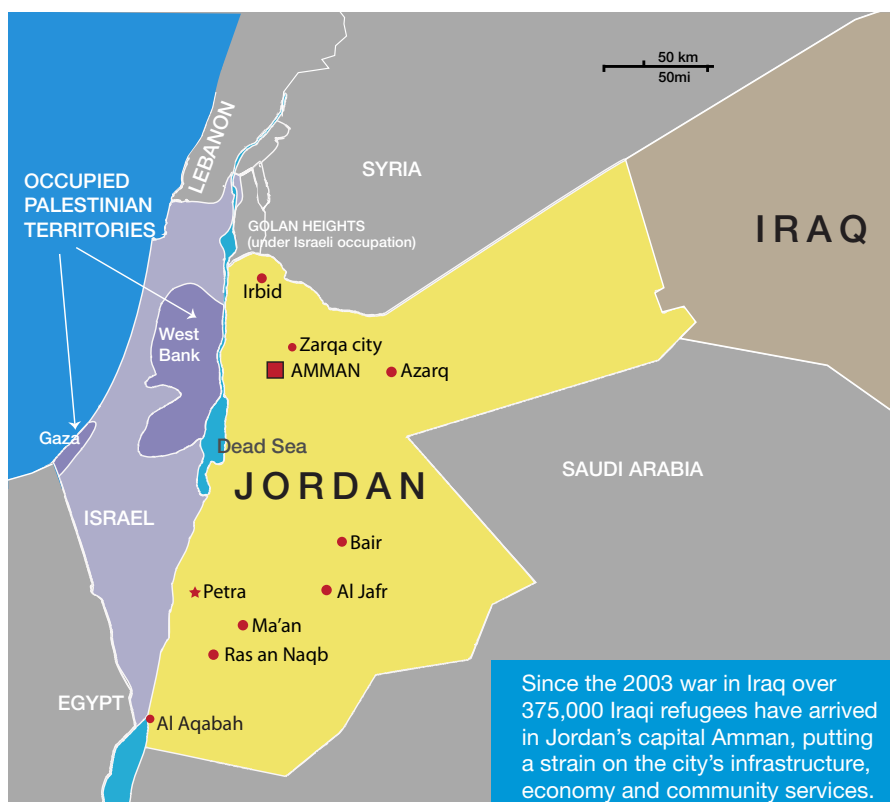 50 km
50mi
LEBANON
SYRIA
OCCUPIED
PALESTINIAN
TERRITORIES
GOLAN HEIGHTS
(under Israeli occupation)
IRAQ
Irbid
West
Bank
Zarqa city
AMMAN
Azarq
Gaza
Dead Sea
JORDAN
SAUDI ARABIA
ISRAEL
Bair
Petra
Al Jafr
Ma'an
Ras an Naqb
EGYPT
Al Aqabah
Since the 2003 war in Iraq over
375,000 Iraqi refugees have arrived
in Jordan's capital Amman, putting
a strain on the city's infrastructure,
economy and community services.